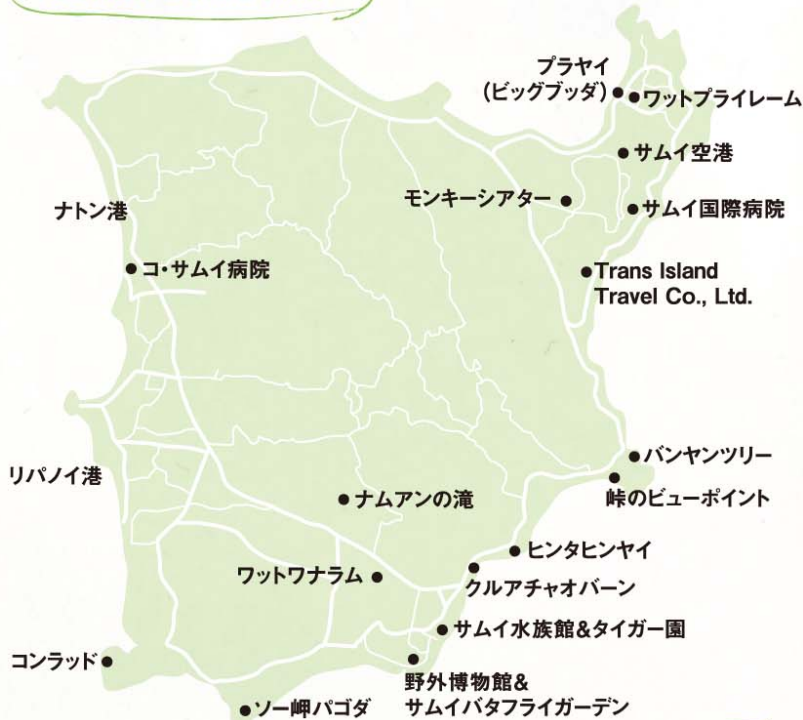 プラヤイ
(ビッグブッダ)
ワットプライレーム
サムイ空港
モンキーシアター
サムイ国際病院
ナトン港
コ・サムイ病院
Trans Island
Travel Co., Ltd.
バンヤンツリー
リパノイ港
峠のビューポイント
ナムアンの滝
ヒンタヒンヤイ
ワットワナラム
クルアチャオバーン
サムイ水族館&タイガー園
コンラッド
野外博物館&
サムイバタフライガーデン
ソー岬パゴダ